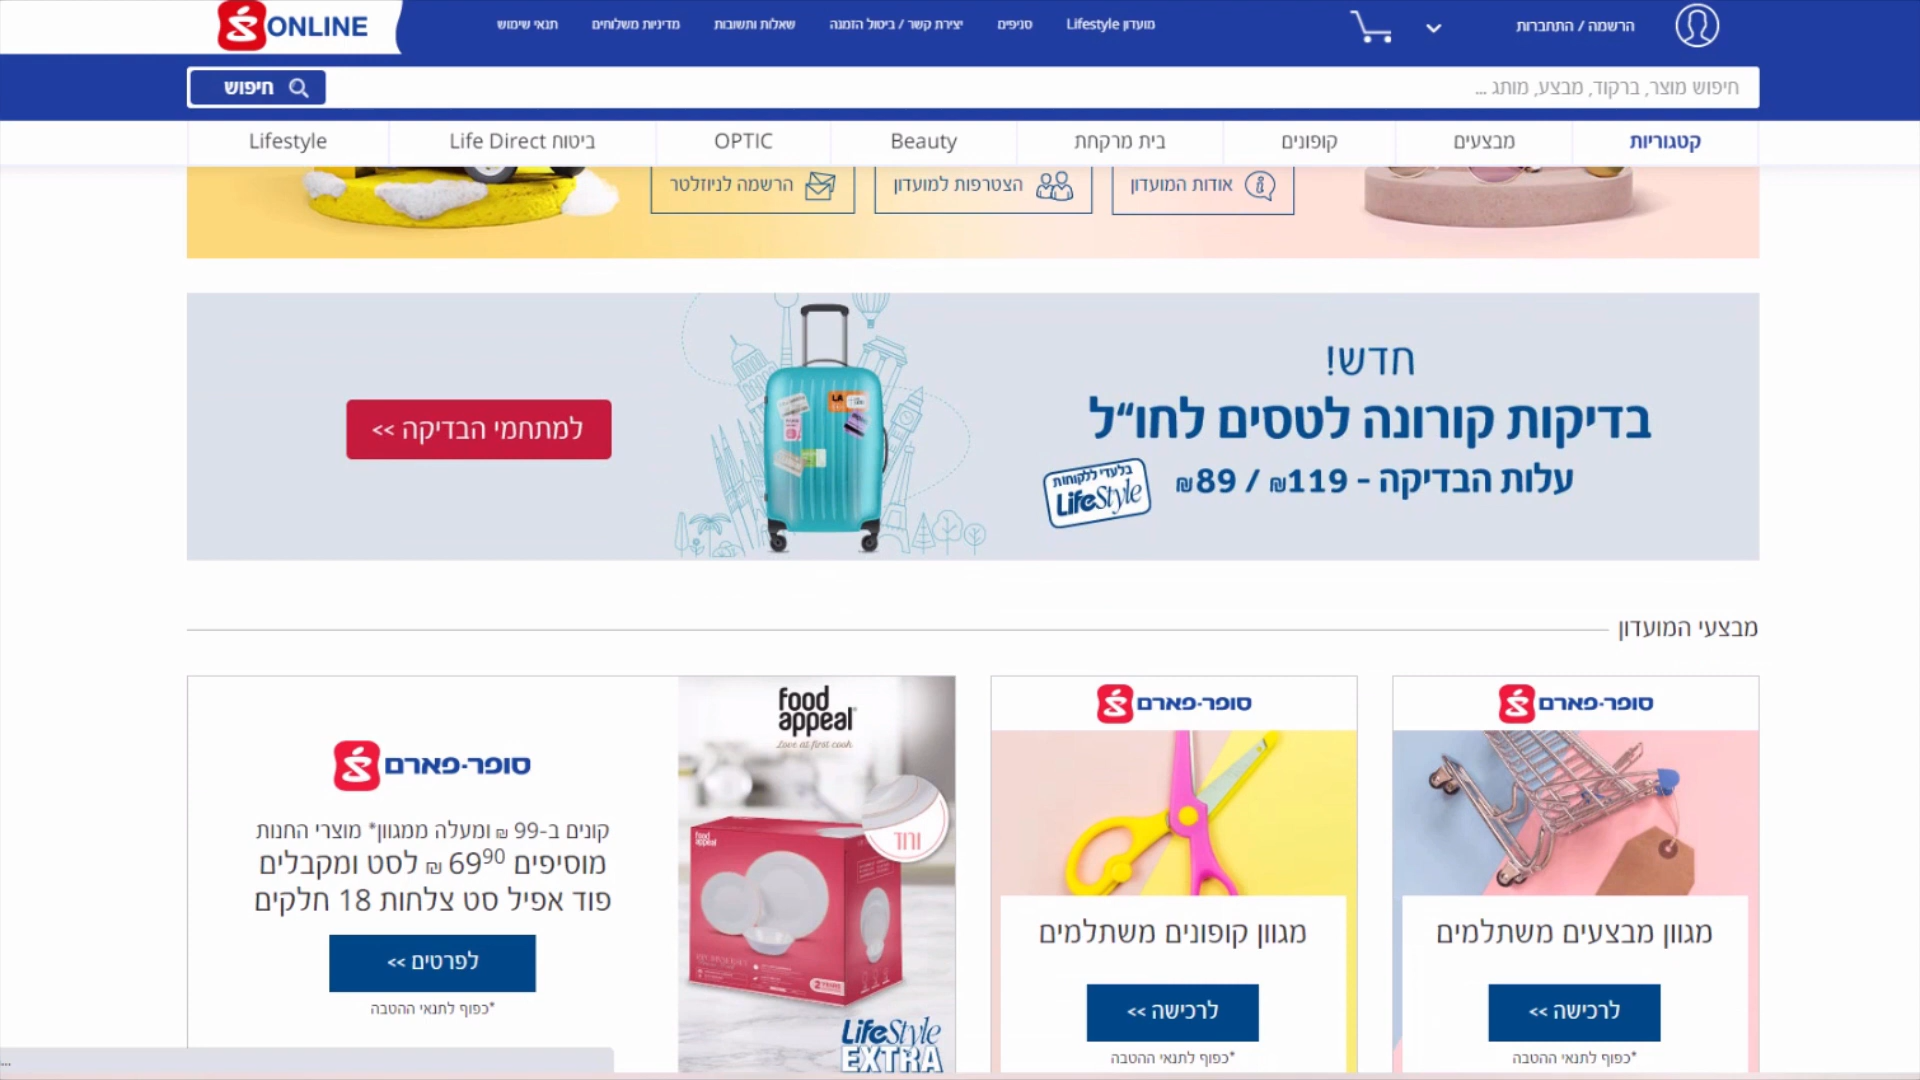 ONLINE
מועדון Lifestyle
סניפים
יצירת קשר / ביטול הזמנה
שאלות ותשובות
מדיניות משלוחים
תנאי שימוש
הרשמה / התחברות
חיפוש מוצר, ברקוד, מבצע, מותג ...
חיפוש
קטגוריות
מבצעים
קופונים
בית מרקחת
Beauty
OPTIC
ביטוח Life Direct
Lifestyle
אודות המועדון
הצטרפות למועדון
הרשמה לניוזלטר
חדש!
בדיקות קורונה לטסים לחו״ל
עלות הבדיקה - 119₪ / 89₪
בלעדי ללקוחות
LifeStyle
למתחמי הבדיקה >>
LA
מבצעי המועדון
סופר-פארם
מגוון מבצעים משתלמים
לרכישה >>
*כפוף לתנאי ההטבה
סופר-פארם
מגוון קופונים משתלמים
לרכישה >>
*כפוף לתנאי ההטבה
food
appeal
Love at first cook
ורוד
food
appeal
LifeStyle
EXTRA
סופר-פארם
קונים ב-99 ₪ ומעלה ממגוון* מוצרי החנות
מוסיפים 69⁹⁰ ₪ לסט ומקבלים
פוד אפיל סט צלחות 18 חלקים
לפרטים >>
*כפוף לתנאי ההטבה
...